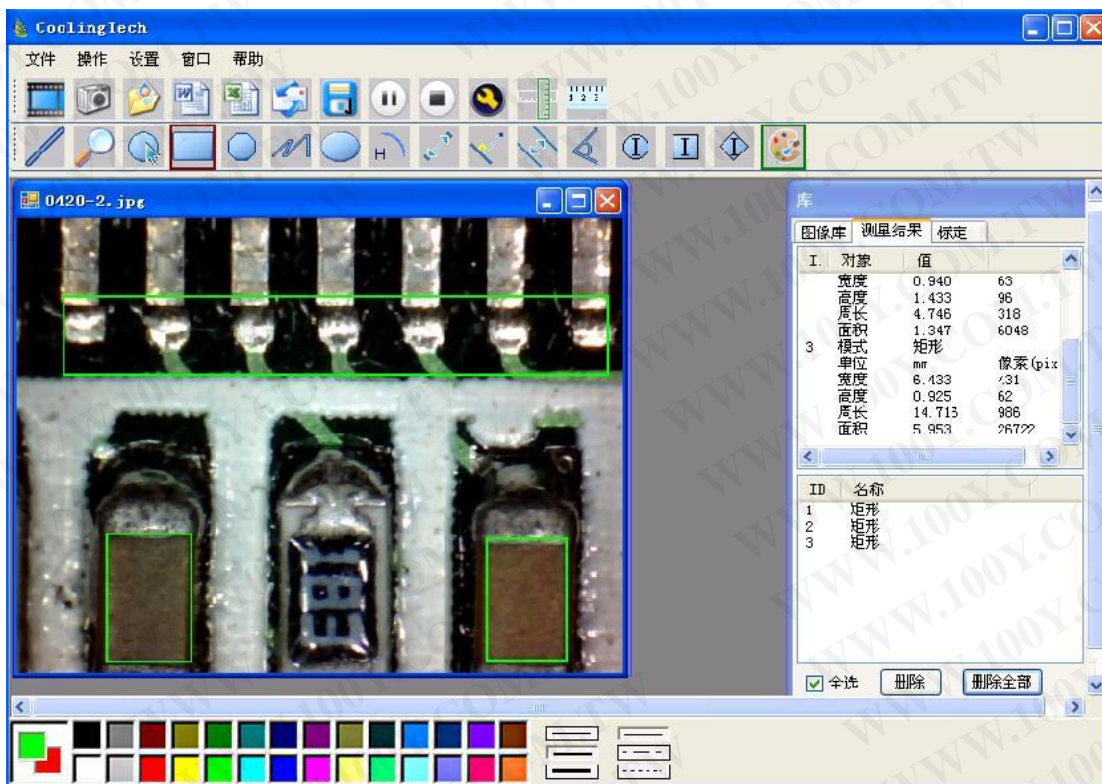 CoolingTech
文件 操作 设置 窗口 帮助
0420-2.jpg
库
图像库 测量结果 标定
I. 对象 值
宽度 0.940 63
高度 1.433 96
周长 4.746 318
面积 1.347 6048
3 模式 矩形
单位 mm 像素(pix
宽度 6.433 431
高度 0.925 62
周长 14.713 986
面积 5.953 26722
ID 名称
1 矩形
2 矩形
3 矩形
全选 删除 删除全部
WWW.100Y.COM.TW